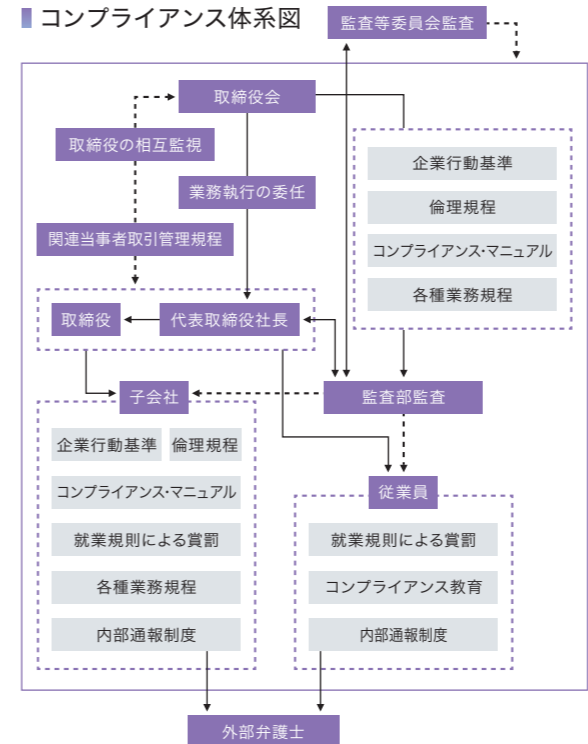 コンプライアンス体系図
監査等委員会監査
取締役会
取締役の相互監視
業務執行の委任
関連当事者取引管理規程
企業行動基準
倫理規程
コンプライアンス・マニュアル
各種業務規程
取締役
代表取締役社長
子会社
監査部監査
企業行動基準
倫理規程
コンプライアンス・マニュアル
就業規則による賞罰
各種業務規程
内部通報制度
従業員
就業規則による賞罰
コンプライアンス教育
内部通報制度
外部弁護士